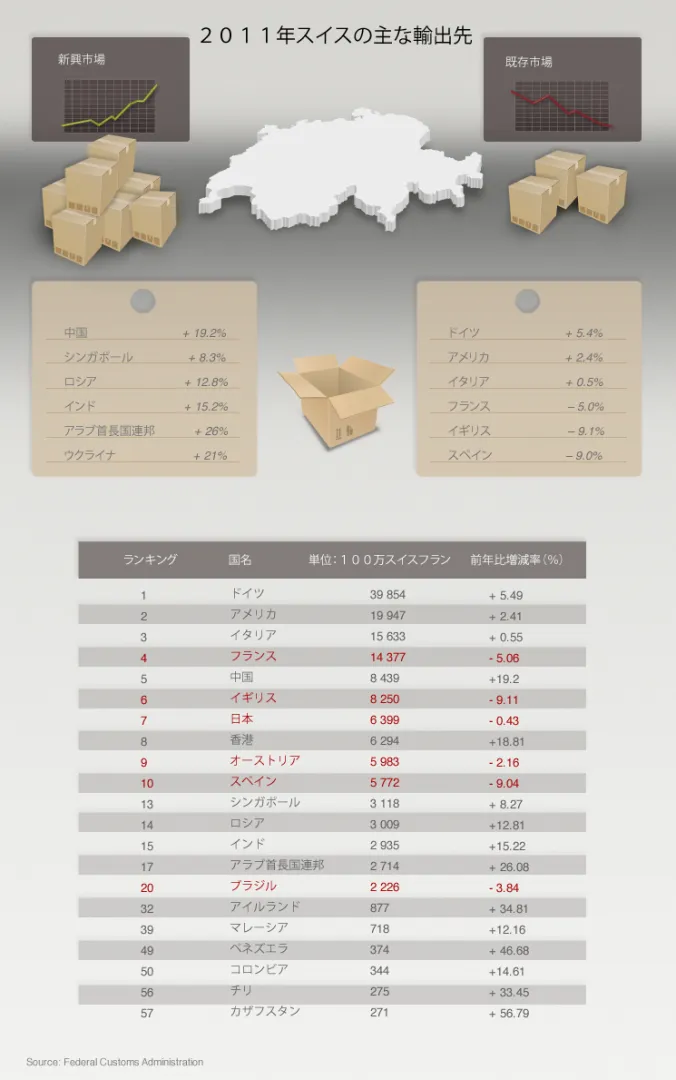 2011年スイスの主な輸出先
新興市場
既存市場
中国 + 19.2%
シンガポール + 8.3%
ロシア + 12.8%
インド + 15.2%
アラブ首長国連邦 + 26%
ウクライナ + 21%
ドイツ + 5.4%
アメリカ + 2.4%
イタリア + 0.5%
フランス – 5.0%
イギリス – 9.1%
スペイン – 9.0%
ランキング 国名 単位:100万スイスフラン 前年比増減率(%)
1 ドイツ 39 854 + 5.49
2 アメリカ 19 947 + 2.41
3 イタリア 15 633 + 0.55
4 フランス 14 377 - 5.06
5 中国 8 439 +19.2
6 イギリス 8 250 - 9.11
7 日本 6 399 - 0.43
8 香港 6 294 +18.81
9 オーストリア 5 983 - 2.16
10 スペイン 5 772 - 9.04
13 シンガポール 3 118 + 8.27
14 ロシア 3 009 +12.81
15 インド 2 935 +15.22
17 アラブ首長国連邦 2 714 + 26.08
20 ブラジル 2 226 - 3.84
32 アイルランド 877 + 34.81
39 マレーシア 718 +12.16
49 ベネズエラ 374 + 46.68
50 コロンビア 344 +14.61
56 チリ 275 + 33.45
57 カザフスタン 271 + 56.79
Source: Federal Customs Administration